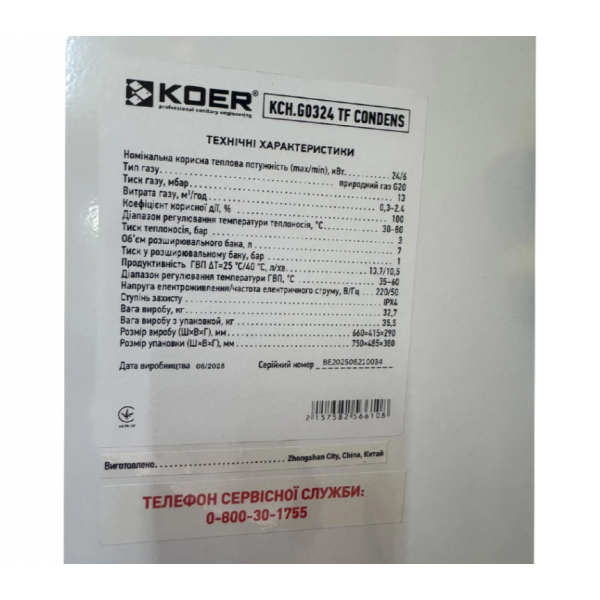 KOER®
professional sanitary engineering
KCH.G0324 TF CONDENS
ТЕХНІЧНІ ХАРАКТЕРИСТИКИ
Номінальна корисна теплова потужність (max/min), кВт. 24/6
Тип газу природний газ G20
Тиск газу, мбар 13
Витрата газу, м³/год 0,3-2.4
Коефіцієнт корисної дії, % 100
Діапазон регулювання температури теплоносія, °С 30-80
Тиск теплоносія, бар 3
Об'єм розширювального бака, л 7
Тиск у розширювальному баку, бар 1
Продуктивність ГВП ΔТ=25 °С/40 °С, л/хв 13,7/10,5
Діапазон регулювання температури ГВП, °С 35-60
Напруга електроживлення/частота електричного струму, В/Гц 220/50
Ступінь захисту IPX4
Вага виробу, кг 32,7
Вага виробу з упаковкой, кг 35,5
Розмір виробу (Ш×В×Г), мм 660×415×290
Розмір упаковки (Ш×В×Г), мм 750×485×380
Дата виробництва 06/2025 Серійний номер BE202506210034
2157582566108
Виготовлено Zhongshan City, China, Китай
ТЕЛЕФОН СЕРВІСНОЇ СЛУЖБИ:
0-800-30-1755